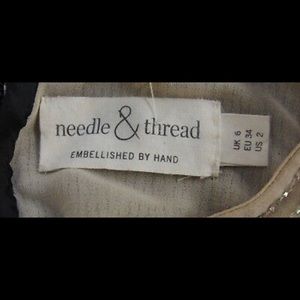 needle & thread
EMBELLISHED BY HAND
UK 6
EU 34
US 2